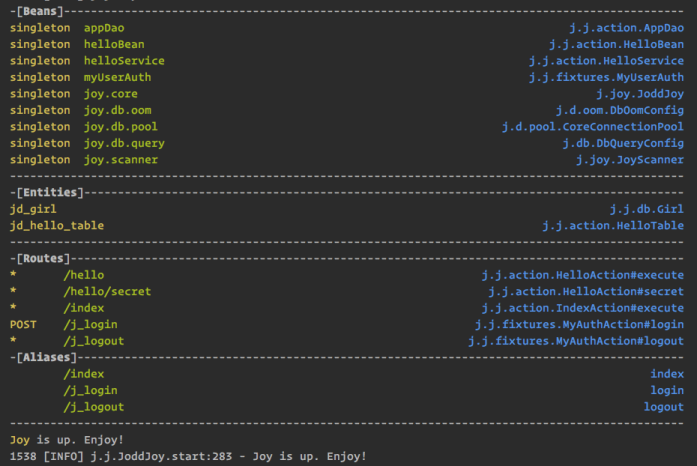 -[Beans]----------------------------------------------------------------------------------------
singleton  appDao  j.j.action.AppDao
singleton  helloBean  j.j.action.HelloBean
singleton  helloService  j.j.action.HelloService
singleton  myUserAuth  j.j.fixtures.MyUserAuth
singleton  joy.core  j.joy.JoddJoy
singleton  joy.db.oom  j.d.oom.DbOomConfig
singleton  joy.db.pool  j.d.pool.CoreConnectionPool
singleton  joy.db.query  j.db.DbQueryConfig
singleton  joy.scanner  j.joy.JoyScanner
------------------------------------------------------------------------------------------------
-[Entities]-------------------------------------------------------------------------------------
jd_girl  j.j.db.Girl
jd_hello_table  j.j.action.HelloTable
------------------------------------------------------------------------------------------------
-[Routes]---------------------------------------------------------------------------------------
*  /hello  j.j.action.HelloAction#execute
*  /hello/secret  j.j.action.HelloAction#secret
*  /index  j.j.action.IndexAction#execute
POST  /j_login  j.j.fixtures.MyAuthAction#login
*  /j_logout  j.j.fixtures.MyAuthAction#logout
-[Aliases]--------------------------------------------------------------------------------------
/index  index
/j_login  login
/j_logout  logout
------------------------------------------------------------------------------------------------
Joy is up. Enjoy!
1538 [INFO] j.j.JoddJoy.start:283 - Joy is up. Enjoy!